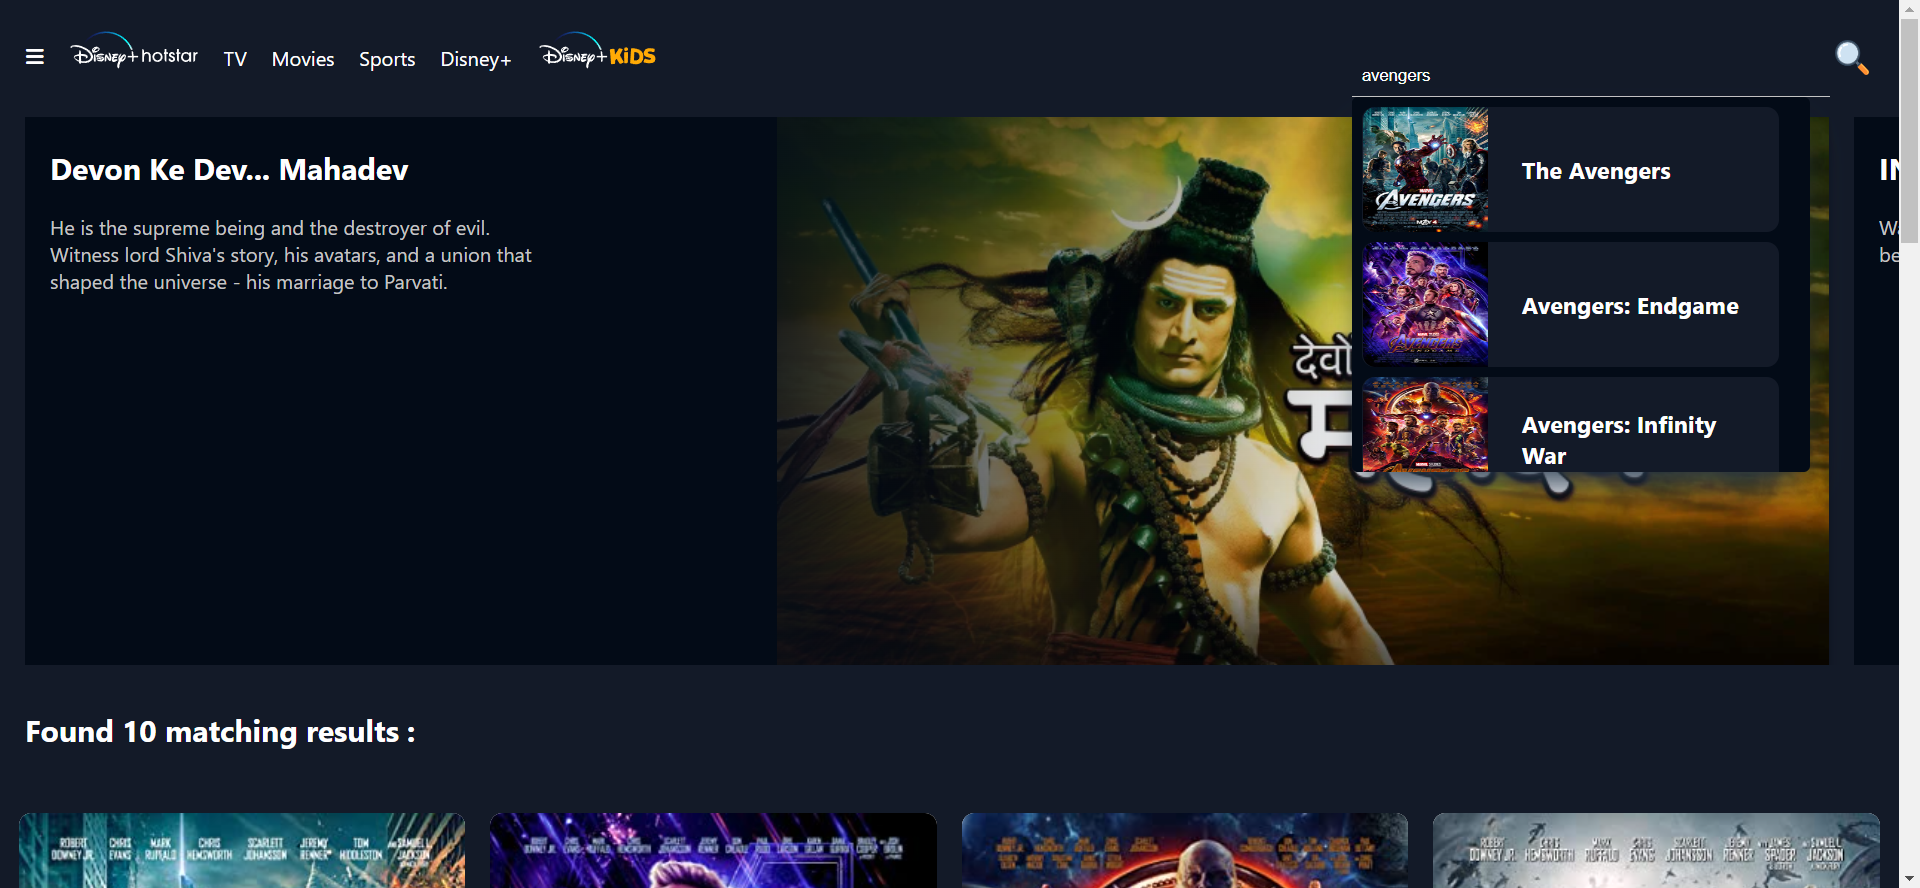 Disney+ hotstar
TV
Movies
Sports
Disney+
Disney+ KiDS
avengers
Devon Ke Dev... Mahadev
He is the supreme being and the destroyer of evil.
Witness lord Shiva's story, his avatars, and a union that
shaped the universe - his marriage to Parvati.
देवों
AVENGERS
The Avengers
Avengers: Endgame
Avengers: Infinity
War
IN
Wa
be
Found 10 matching results :
ROBERT DOWNEY JR. CHRIS EVANS MARK RUFFALO CHRIS HEMSWORTH SCARLETT JOHANSSON JEREMY RENNER TOM HIDDLESTON AND SAMUEL L. JACKSON
ROBERT DOWNEY JR. CHRIS HEMSWORTH MARK RUFFALO CHRIS EVANS SCARLETT JOHANSSON JEREMY RENNER JAMES SPADER SAMUEL L. JACKSON